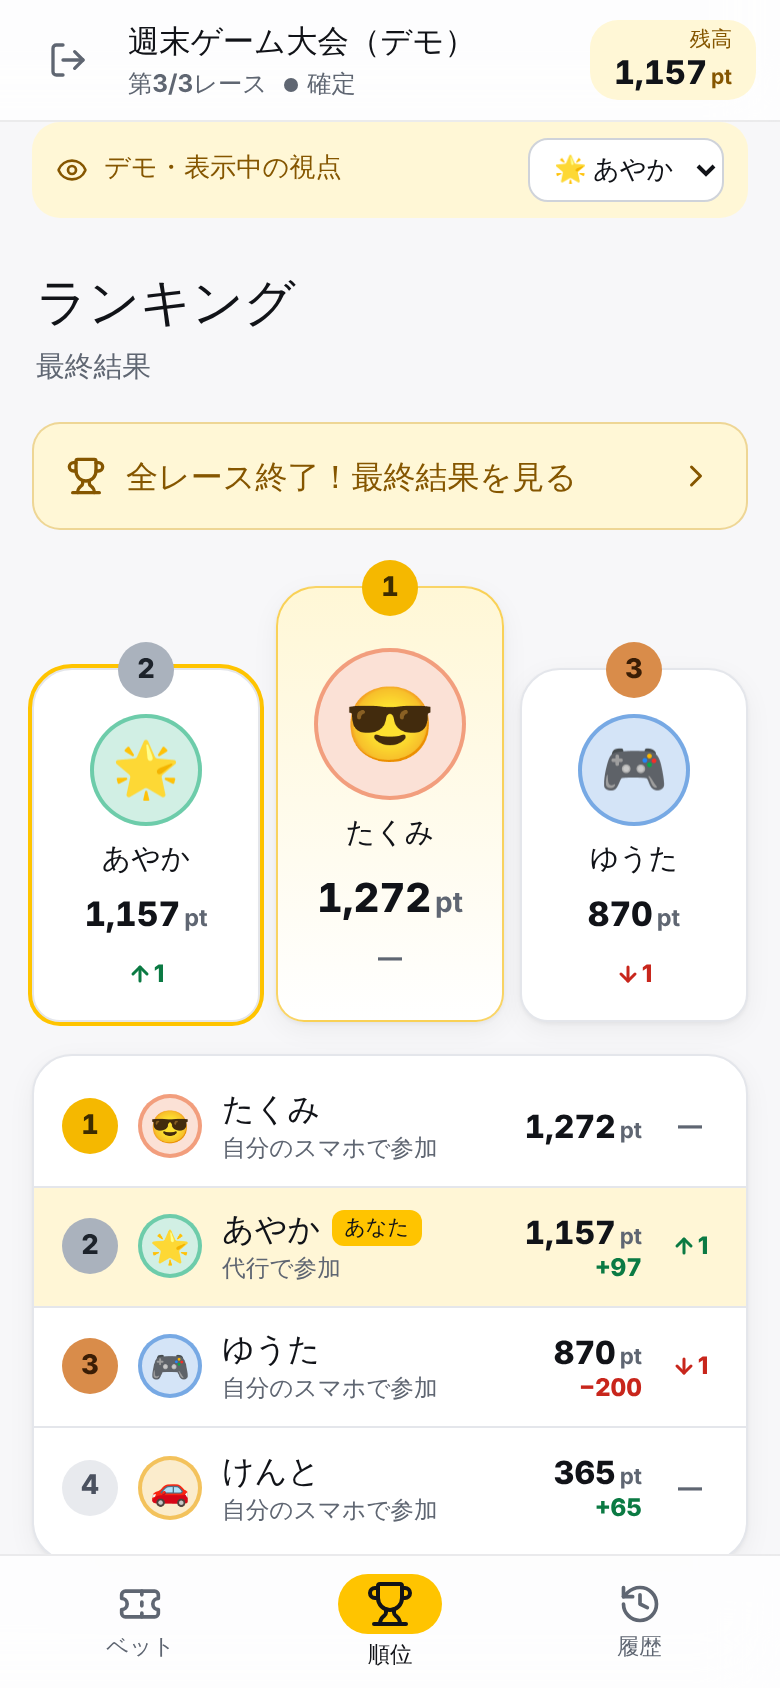 週末ゲーム大会（デモ）
第3/3レース ● 確定
残高
1,157 pt
デモ・表示中の視点
🌟 あやか
ランキング
最終結果
全レース終了！最終結果を見る
1
2
3
たくみ
1,272 pt
—
あやか
1,157 pt
↑1
ゆうた
870 pt
↓1
1
たくみ
自分のスマホで参加
1,272 pt
—
2
あやか あなた
代行で参加
1,157 pt
+97
↑1
3
ゆうた
自分のスマホで参加
870 pt
−200
↓1
4
けんと
自分のスマホで参加
365 pt
+65
—
ベット
順位
履歴